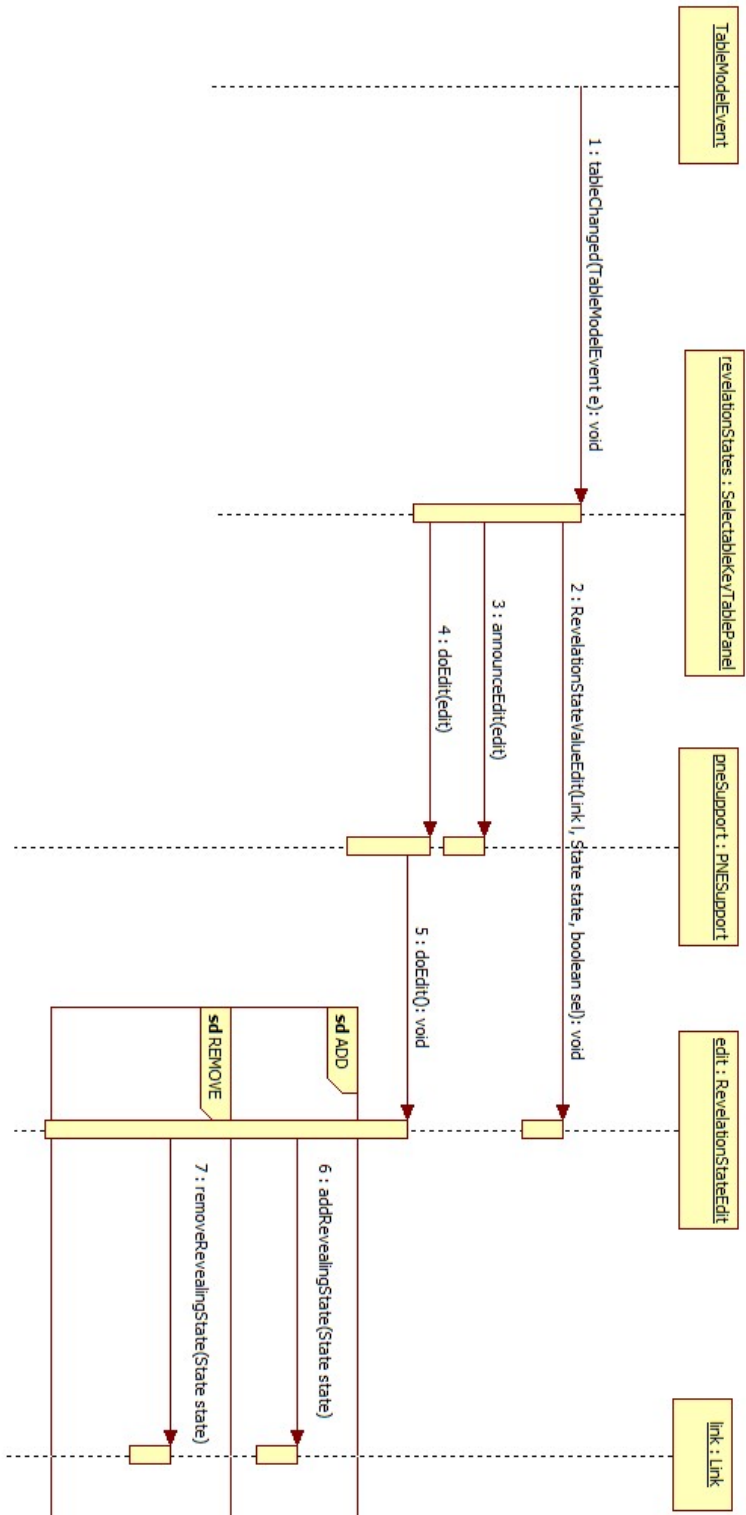 TableModelEvent
revelationStates : SelectableKeyTablePanel
pneSupport : PNESupport
edit : RevelationStateEdit
link : Link
1 : tableChanged(TableModelEvent e): void
2 : RevelationStateValueEdit(Link l, State state, boolean sel): void
3 : announceEdit(edit)
4 : doEdit(edit)
5 : doEdit(): void
sd ADD
6 : addRevealingState(State state)
sd REMOVE
7 : removeRevealingState(State state)